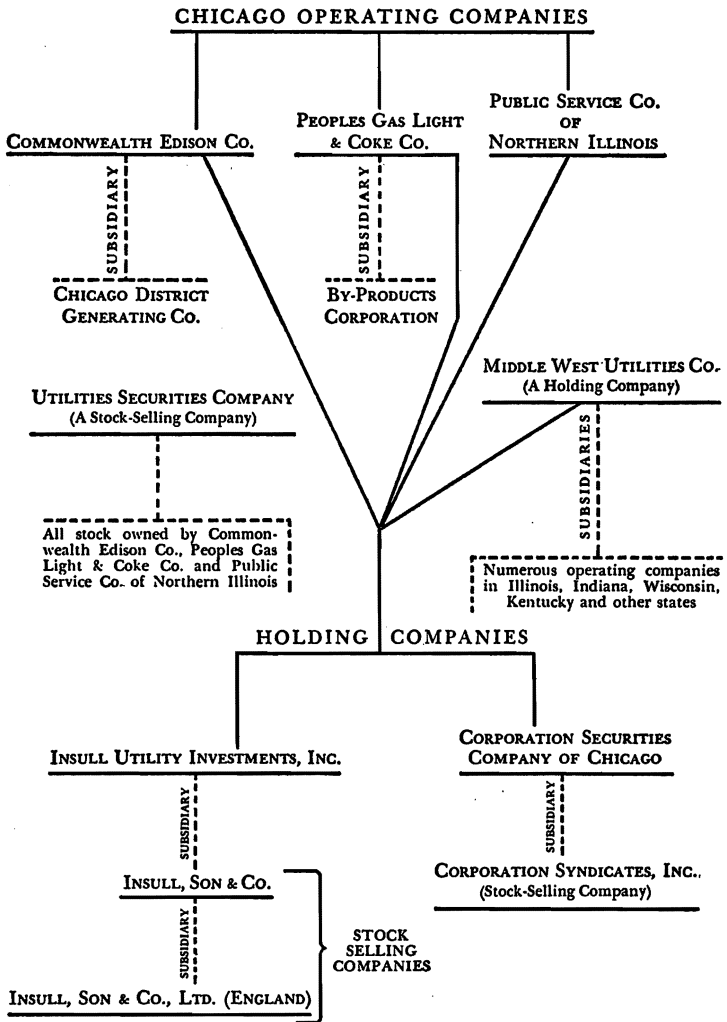 CHICAGO OPERATING COMPANIES
COMMONWEALTH EDISON CO.
PEOPLES GAS LIGHT
& COKE CO.
PUBLIC SERVICE CO.
OF
NORTHERN ILLINOIS
SUBSIDIARY
SUBSIDIARY
CHICAGO DISTRICT
GENERATING CO.
BY-PRODUCTS
CORPORATION
MIDDLE WEST UTILITIES CO.
(A Holding Company)
UTILITIES SECURITIES COMPANY
(A Stock-Selling Company)
SUBSIDIARIES
All stock owned by Common-
wealth Edison Co., Peoples Gas
Light & Coke Co. and Public
Service Co. of Northern Illinois
Numerous operating companies
in Illinois, Indiana, Wisconsin,
Kentucky and other states
HOLDING COMPANIES
INSULL UTILITY INVESTMENTS, INC.
CORPORATION SECURITIES
COMPANY OF CHICAGO
SUBSIDIARY
SUBSIDIARY
INSULL, SON & CO.
CORPORATION SYNDICATES, INC.
(Stock-Selling Company)
SUBSIDIARY
STOCK
SELLING
COMPANIES
INSULL, SON & CO., LTD. (ENGLAND)